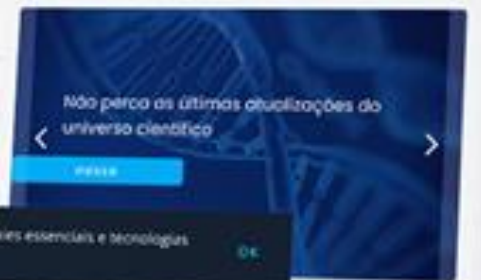 Não perca as últimas atualizações do
universo científico
ies essenciais e tecnologias
OK